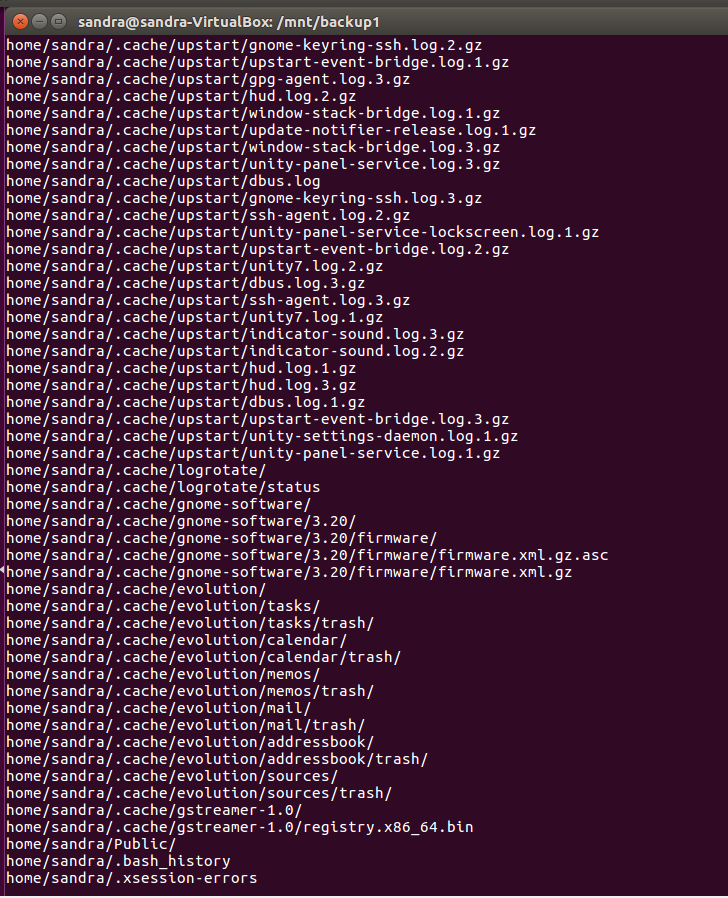 sandra@sandra-VirtualBox: /mnt/backup1
home/sandra/.cache/upstart/gnome-keyring-ssh.log.2.gz
home/sandra/.cache/upstart/upstart-event-bridge.log.1.gz
home/sandra/.cache/upstart/gpg-agent.log.3.gz
home/sandra/.cache/upstart/hud.log.2.gz
home/sandra/.cache/upstart/window-stack-bridge.log.1.gz
home/sandra/.cache/upstart/update-notifier-release.log.1.gz
home/sandra/.cache/upstart/window-stack-bridge.log.3.gz
home/sandra/.cache/upstart/unity-panel-service.log.3.gz
home/sandra/.cache/upstart/dbus.log
home/sandra/.cache/upstart/gnome-keyring-ssh.log.3.gz
home/sandra/.cache/upstart/ssh-agent.log.2.gz
home/sandra/.cache/upstart/unity-panel-service-lockscreen.log.1.gz
home/sandra/.cache/upstart/upstart-event-bridge.log.2.gz
home/sandra/.cache/upstart/unity7.log.2.gz
home/sandra/.cache/upstart/dbus.log.3.gz
home/sandra/.cache/upstart/ssh-agent.log.3.gz
home/sandra/.cache/upstart/unity7.log.1.gz
home/sandra/.cache/upstart/indicator-sound.log.3.gz
home/sandra/.cache/upstart/indicator-sound.log.2.gz
home/sandra/.cache/upstart/hud.log.1.gz
home/sandra/.cache/upstart/hud.log.3.gz
home/sandra/.cache/upstart/dbus.log.1.gz
home/sandra/.cache/upstart/upstart-event-bridge.log.3.gz
home/sandra/.cache/upstart/unity-settings-daemon.log.1.gz
home/sandra/.cache/upstart/unity-panel-service.log.1.gz
home/sandra/.cache/logrotate/
home/sandra/.cache/logrotate/status
home/sandra/.cache/gnome-software/
home/sandra/.cache/gnome-software/3.20/
home/sandra/.cache/gnome-software/3.20/firmware/
home/sandra/.cache/gnome-software/3.20/firmware/firmware.xml.gz.asc
home/sandra/.cache/gnome-software/3.20/firmware/firmware.xml.gz
home/sandra/.cache/evolution/
home/sandra/.cache/evolution/tasks/
home/sandra/.cache/evolution/tasks/trash/
home/sandra/.cache/evolution/calendar/
home/sandra/.cache/evolution/calendar/trash/
home/sandra/.cache/evolution/memos/
home/sandra/.cache/evolution/memos/trash/
home/sandra/.cache/evolution/mail/
home/sandra/.cache/evolution/mail/trash/
home/sandra/.cache/evolution/addressbook/
home/sandra/.cache/evolution/addressbook/trash/
home/sandra/.cache/evolution/sources/
home/sandra/.cache/evolution/sources/trash/
home/sandra/.cache/gstreamer-1.0/
home/sandra/.cache/gstreamer-1.0/registry.x86_64.bin
home/sandra/Public/
home/sandra/.bash_history
home/sandra/.xsession-errors